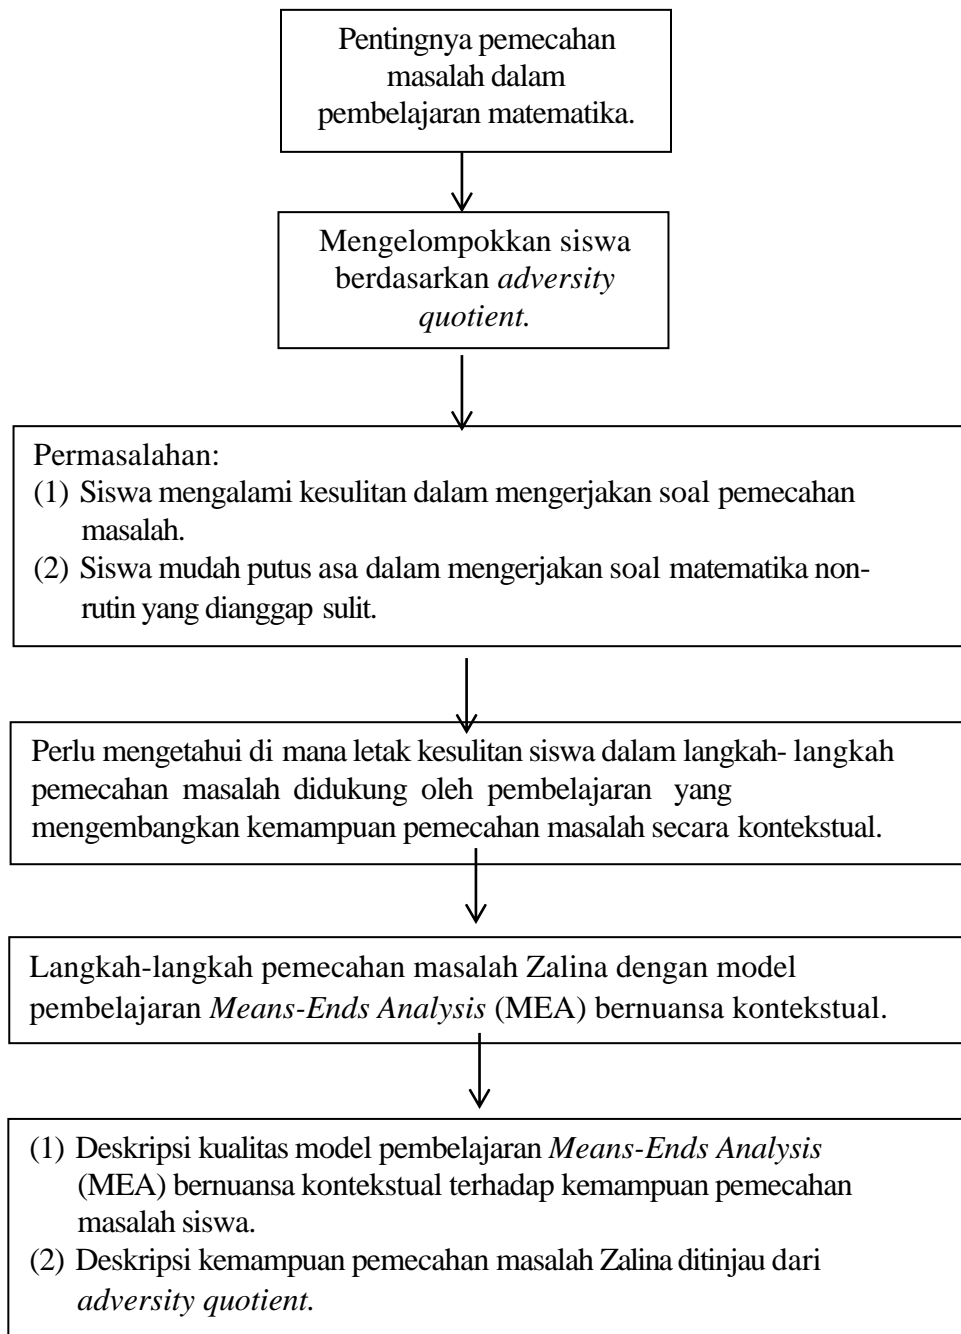 Pentingnya pemecahan
masalah dalam
pembelajaran matematika.
Mengelompokkan siswa
berdasarkan adversity
quotient.
Permasalahan:
(1) Siswa mengalami kesulitan dalam mengerjakan soal pemecahan
masalah.
(2) Siswa mudah putus asa dalam mengerjakan soal matematika non-
rutin yang dianggap sulit.
Perlu mengetahui di mana letak kesulitan siswa dalam langkah- langkah
pemecahan masalah didukung oleh pembelajaran yang
mengembangkan kemampuan pemecahan masalah secara kontekstual.
Langkah-langkah pemecahan masalah Zalina dengan model
pembelajaran Means-Ends Analysis (MEA) bernuansa kontekstual.
(1) Deskripsi kualitas model pembelajaran Means-Ends Analysis
(MEA) bernuansa kontekstual terhadap kemampuan pemecahan
masalah siswa.
(2) Deskripsi kemampuan pemecahan masalah Zalina ditinjau dari
adversity quotient.